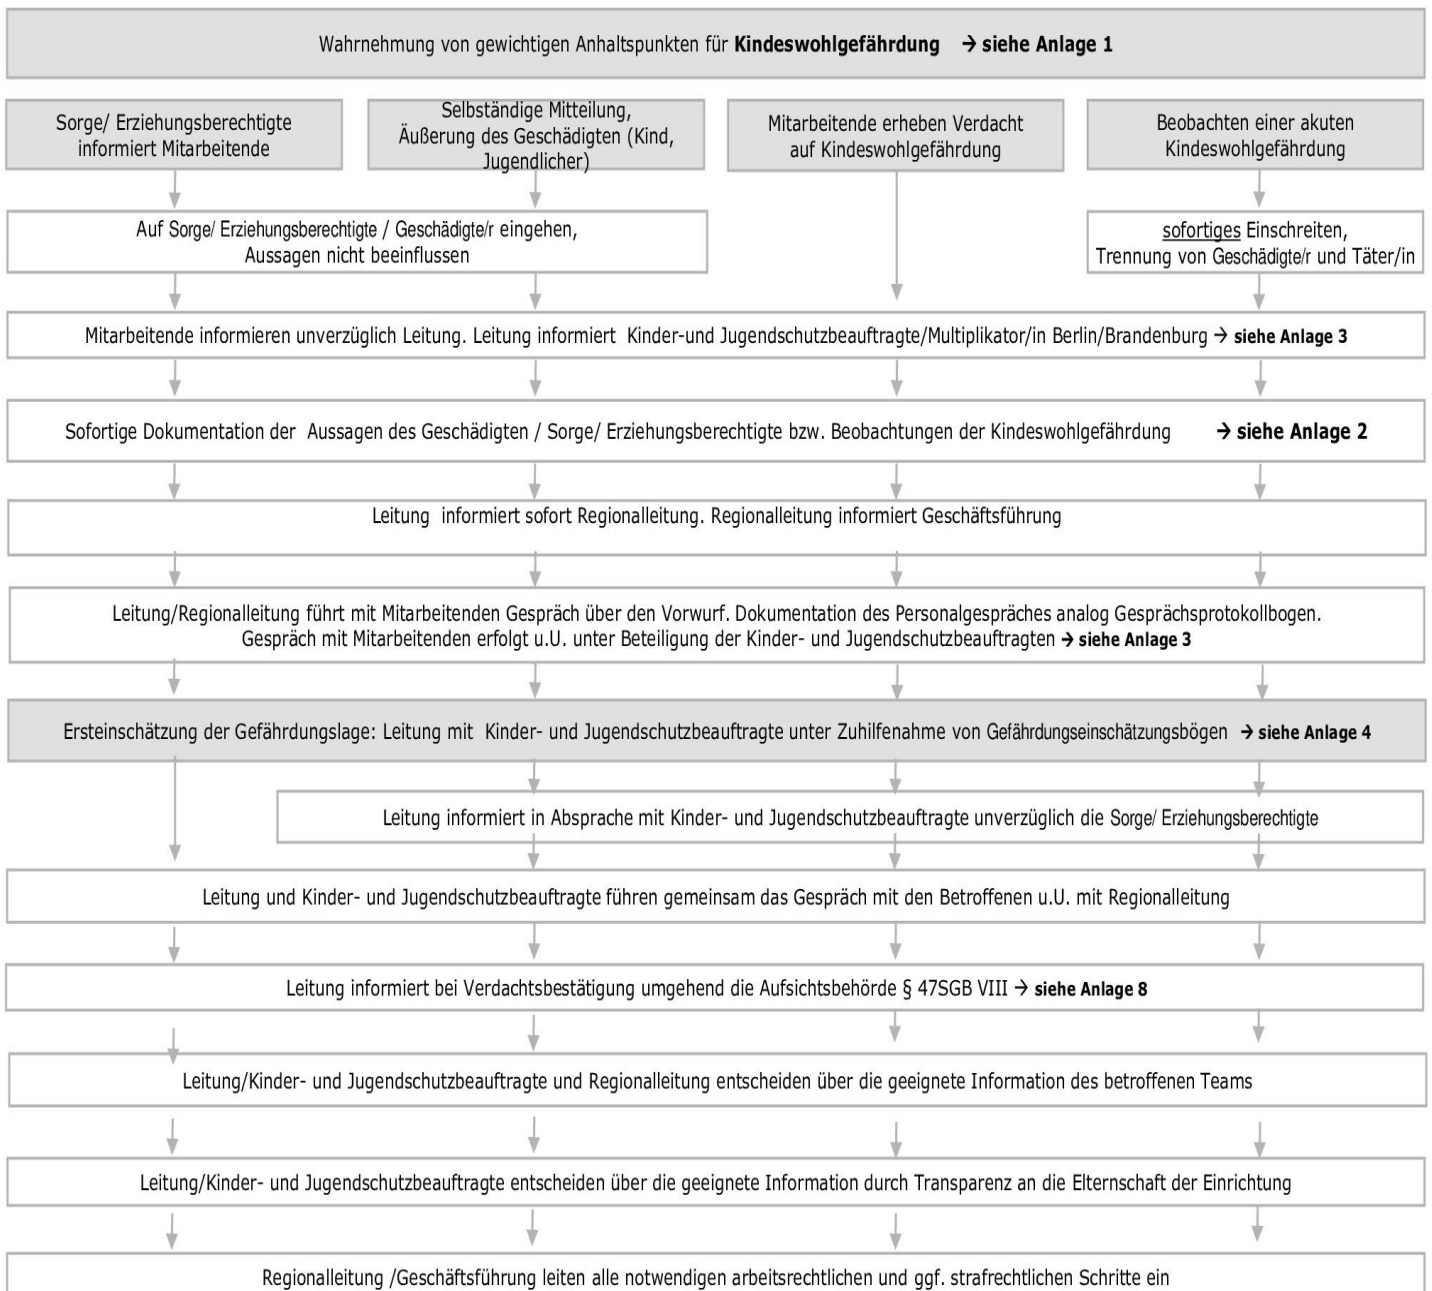 Wahrnehmung von gewichtigen Anhaltspunkten für Kindeswohlgefährdung → siehe Anlage 1
Sorge/ Erziehungsberechtigte
informiert Mitarbeitende
Selbständige Mitteilung,
Äußerung des Geschädigten (Kind,
Jugendlicher)
Mitarbeitende erheben Verdacht
auf Kindeswohlgefährdung
Beobachten einer akuten
Kindeswohlgefährdung
Auf Sorge/ Erziehungsberechtigte / Geschädigte/r eingehen,
Aussagen nicht beeinflussen
sofortiges Einschreiten,
Trennung von Geschädigte/r und Täter/in
Mitarbeitende informieren unverzüglich Leitung. Leitung informiert Kinder-und Jugendschutzbeauftragte/Multiplikator/in Berlin/Brandenburg → siehe Anlage 3
Sofortige Dokumentation der Aussagen des Geschädigten / Sorge/ Erziehungsberechtigte bzw. Beobachtungen der Kindeswohlgefährdung → siehe Anlage 2
Leitung informiert sofort Regionalleitung. Regionalleitung informiert Geschäftsführung
Leitung/Regionalleitung führt mit Mitarbeitenden Gespräch über den Vorwurf. Dokumentation des Personalgespräches analog Gesprächsprotokollbogen.
Gespräch mit Mitarbeitenden erfolgt u.U. unter Beteiligung der Kinder- und Jugendschutzbeauftragten → siehe Anlage 3
Ersteinschätzung der Gefährdungslage: Leitung mit Kinder- und Jugendschutzbeauftragte unter Zuhilfenahme von Gefährdungseinschätzungsbögen → siehe Anlage 4
Leitung informiert in Absprache mit Kinder- und Jugendschutzbeauftragte unverzüglich die Sorge/ Erziehungsberechtigte
Leitung und Kinder- und Jugendschutzbeauftragte führen gemeinsam das Gespräch mit den Betroffenen u.U. mit Regionalleitung
Leitung informiert bei Verdachtsbestätigung umgehend die Aufsichtsbehörde § 47SGB VIII → siehe Anlage 8
Leitung/Kinder- und Jugendschutzbeauftragte und Regionalleitung entscheiden über die geeignete Information des betroffenen Teams
Leitung/Kinder- und Jugendschutzbeauftragte entscheiden über die geeignete Information durch Transparenz an die Elternschaft der Einrichtung
Regionalleitung /Geschäftsführung leiten alle notwendigen arbeitsrechtlichen und ggf. strafrechtlichen Schritte ein